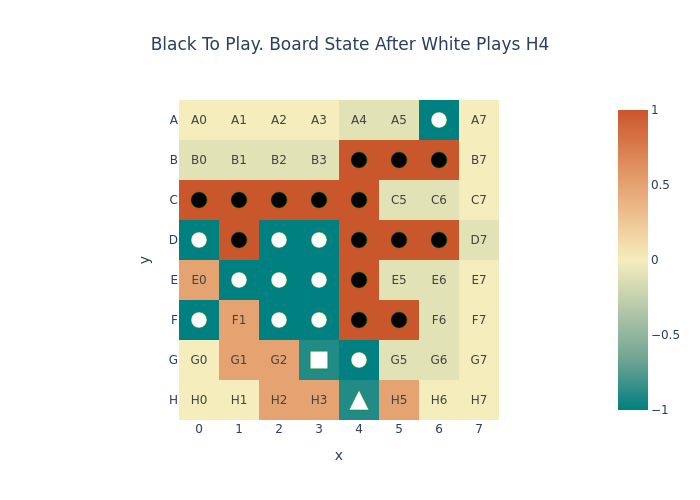 Black To Play. Board State After White Plays H4
A A0 A1 A2 A3 A4 A5 A7
B B0 B1 B2 B3 B7
C C5 C6 C7
D D7
E E0 E5 E6 E7
F F1 F6 F7
G G0 G1 G2 G5 G6 G7
H H0 H1 H2 H3 H5 H6 H7
0 1 2 3 4 5 6 7
x
y
1
0.5
0
−0.5
−1